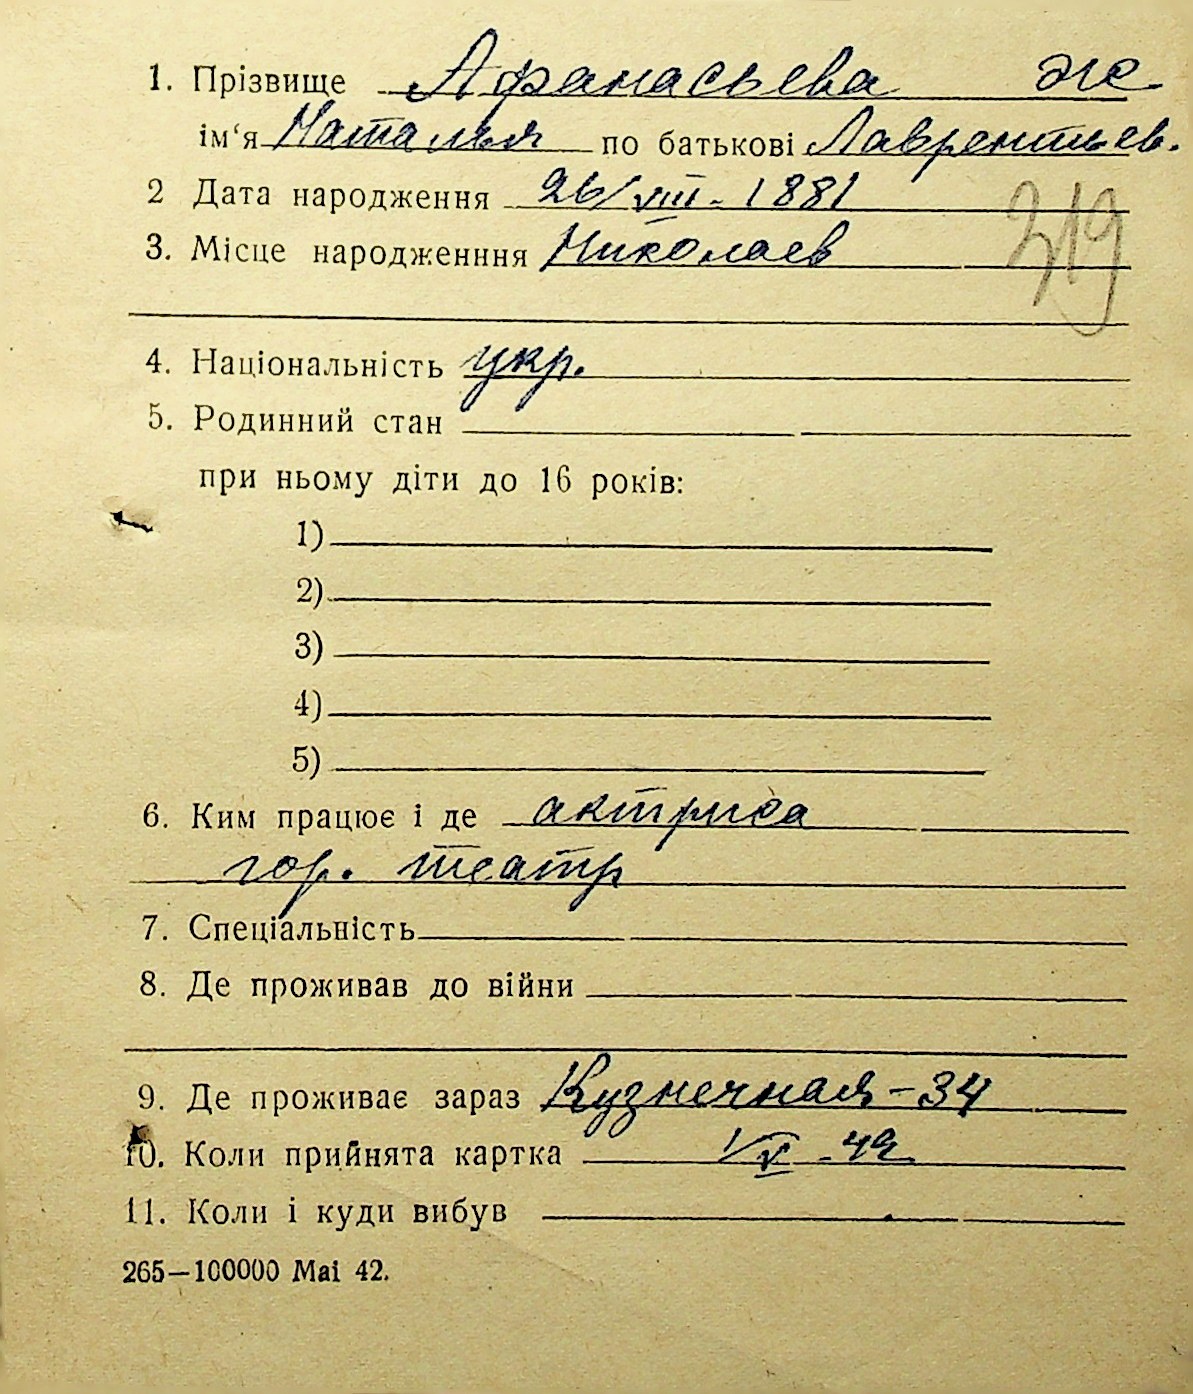 1. Прізвище Афанасьева же
ім‘я Наталья по батькові Лаврентьев.
2 Дата народження 26/VIII-1881
3. Місце народженння Николаев
319
4. Національність укр.
5. Родинний стан
при ньому діти до 16 років:
1)
2)
3)
4)
5)
6. Ким працює і де актриса
гор. театр
7. Спеціальність
8. Де проживав до війни
9. Де проживає зараз Кузнечная-34
10. Коли прийнята картка 1/V-42
11. Коли і куди вибув
265—100000 Mai 42.